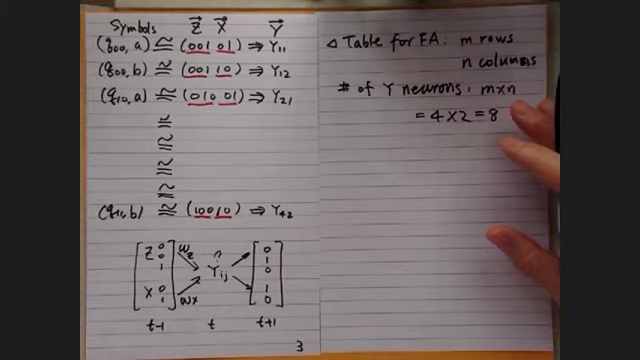 Symbols Z X Y
(q00, a) ≅ (001 01) ⇒ Y11
(q00, b) ≅ (001 10) ⇒ Y12
(q10, a) ≅ (010 01) ⇒ Y21
≅
≅
≅
≅
(q11, b) ≅ (100 10) ⇒ Y42
Z 0 0 1
X 0 1
Wz
Wx
n
Yij
0 1 0 1 0
t-1 t t+1
3
△ Table for FA: m rows
n columns
# of Y neurons: m×n
= 4×2 = 8